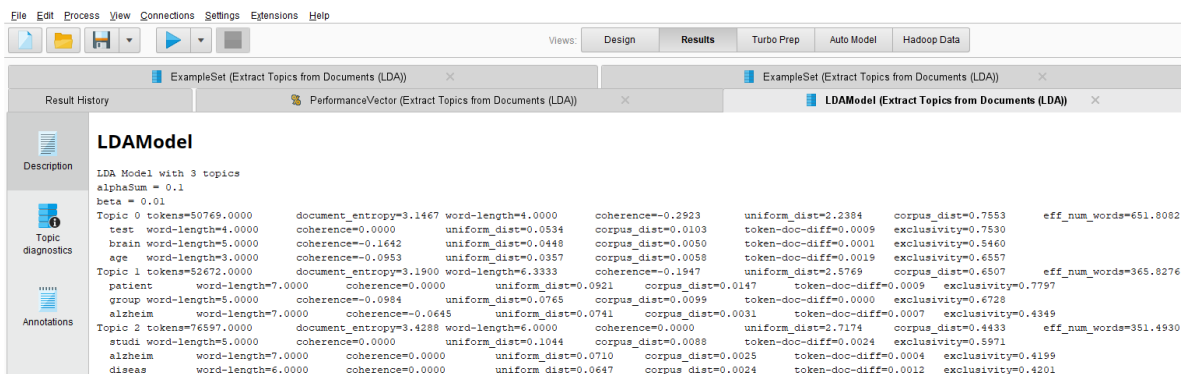 File Edit Process View Connections Settings Extensions Help
Views: Design Results Turbo Prep Auto Model Hadoop Data
ExampleSet (Extract Topics from Documents (LDA)) ExampleSet (Extract Topics from Documents (LDA))
Result History PerformanceVector (Extract Topics from Documents (LDA)) LDAModel (Extract Topics from Documents (LDA))
Description
Topic
diagnostics
Annotations
LDAModel
LDA Model with 3 topics
alphaSum = 0.1
beta = 0.01
Topic 0 tokens=50769.0000 document_entropy=3.1467 word-length=4.0000 coherence=-0.2923 uniform_dist=2.2384 corpus_dist=0.7553 eff_num_words=651.8082
test word-length=4.0000 coherence=0.0000 uniform_dist=0.0534 corpus_dist=0.0103 token-doc-diff=0.0009 exclusivity=0.7530
brain word-length=5.0000 coherence=-0.1642 uniform_dist=0.0448 corpus_dist=0.0050 token-doc-diff=0.0001 exclusivity=0.5460
age word-length=3.0000 coherence=-0.0953 uniform_dist=0.0357 corpus_dist=0.0058 token-doc-diff=0.0019 exclusivity=0.6557
Topic 1 tokens=52672.0000 document_entropy=3.1900 word-length=6.3333 coherence=-0.1947 uniform_dist=2.5769 corpus_dist=0.6507 eff_num_words=365.8276
patient word-length=7.0000 coherence=0.0000 uniform_dist=0.0921 corpus_dist=0.0147 token-doc-diff=0.0009 exclusivity=0.7797
group word-length=5.0000 coherence=-0.0984 uniform_dist=0.0765 corpus_dist=0.0099 token-doc-diff=0.0000 exclusivity=0.6728
alzheim word-length=7.0000 coherence=-0.0645 uniform_dist=0.0741 corpus_dist=0.0031 token-doc-diff=0.0007 exclusivity=0.4349
Topic 2 tokens=76597.0000 document_entropy=3.4288 word-length=6.0000 coherence=0.0000 uniform_dist=2.7174 corpus_dist=0.4433 eff_num_words=351.4930
studi word-length=5.0000 coherence=0.0000 uniform_dist=0.1044 corpus_dist=0.0088 token-doc-diff=0.0024 exclusivity=0.5971
alzheim word-length=7.0000 coherence=0.0000 uniform_dist=0.0710 corpus_dist=0.0025 token-doc-diff=0.0004 exclusivity=0.4199
diseas word-length=6.0000 coherence=0.0000 uniform_dist=0.0647 corpus_dist=0.0024 token-doc-diff=0.0012 exclusivity=0.4201